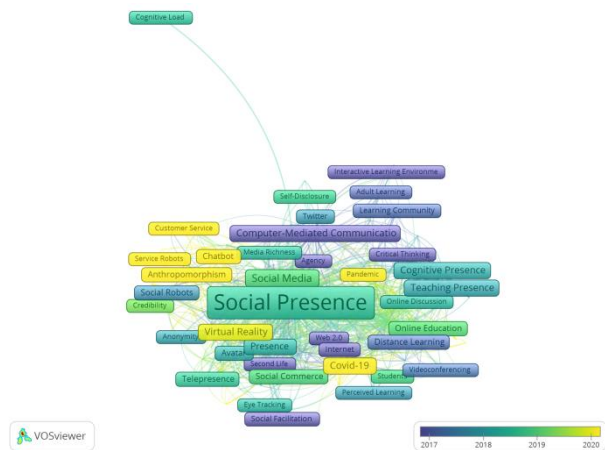 Cognitive Load
Interactive Learning Environme
Self-Disclosure
Adult Learning
Twitter
Learning Community
Customer Service
Computer-Mediated Communicatio
Media Richness
Critical Thinking
Service Robots
Chatbot
Agency
Anthropomorphism
Social Media
Pandemic
Cognitive Presence
Social Robots
Teaching Presence
Credibility
Social Presence
Online Discussion
Anonymity
Virtual Reality
Online Education
Web 2.0
Distance Learning
Avatar
Presence
Internet
Second Life
Covid-19
Videoconferencing
Telepresence
Social Commerce
Student
Perceived Learning
Eye Tracking
Social Facilitation
VOSviewer
2017 2018 2019 2020